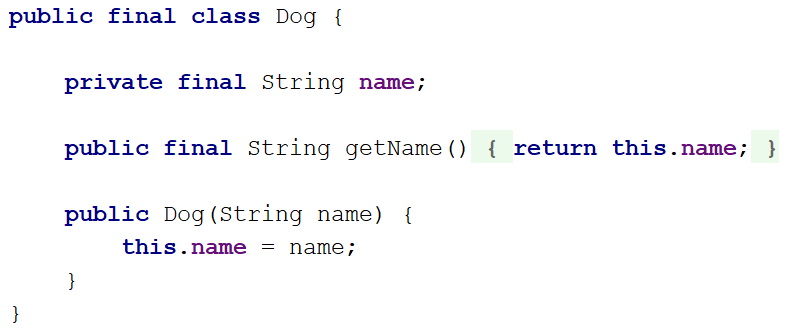 public final class Dog {
private final String name;
public final String getName() { return this.name; }
public Dog(String name) {
this.name = name;
}
}